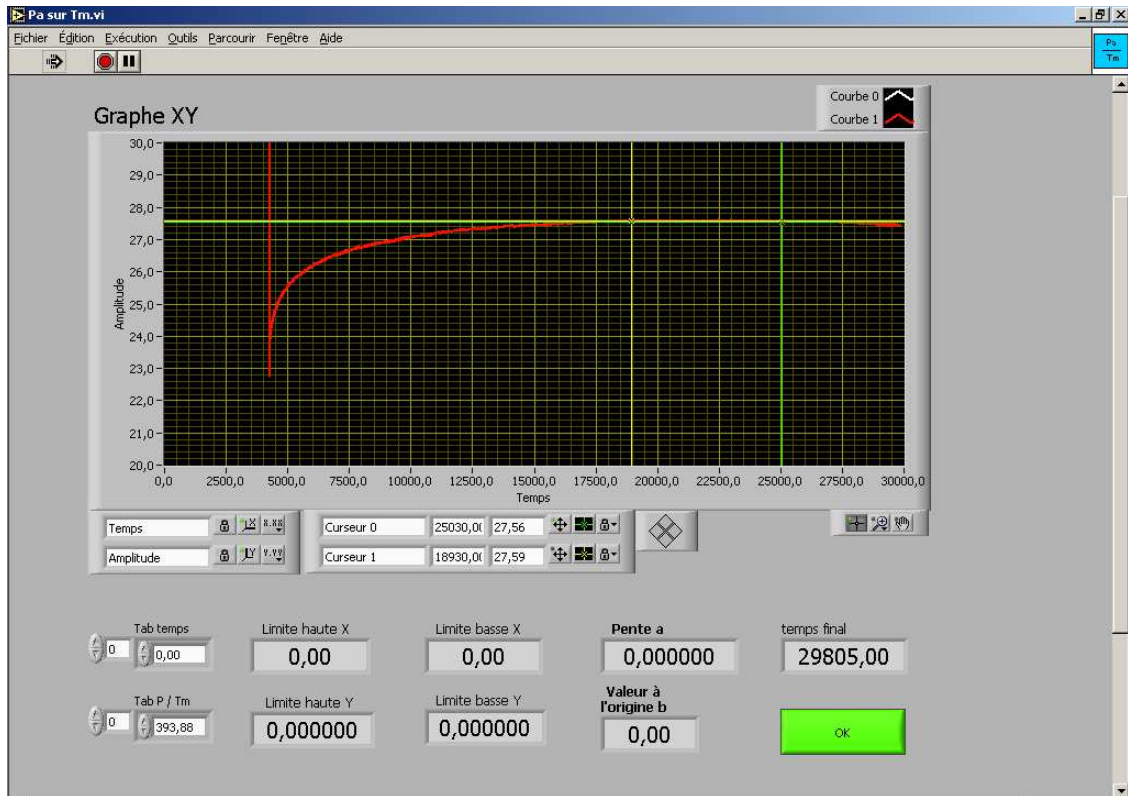 Pa sur Tm.vi
Fichier Édition Exécution Outils Parcourir Fenêtre Aide
Pa
Tm
Courbe 0
Courbe 1
Graphe XY
30,0
29,0
28,0
27,0
26,0
25,0
24,0
23,0
22,0
21,0
20,0
Amplitude
0,0 2500,0 5000,0 7500,0 10000,0 12500,0 15000,0 17500,0 20000,0 22500,0 25000,0 27500,0 30000,0
Temps
Temps
Curseur 0 25030,0( 27,56
Amplitude
Curseur 1 18930,0( 27,59
Tab temps Limite haute X Limite basse X Pente a temps final
0 0,00 0,00 0,00 0,000000 29805,00
Tab P / Tm Limite haute Y Limite basse Y Valeur à
l'origine b
0 393,88 0,000000 0,000000 0,00 OK